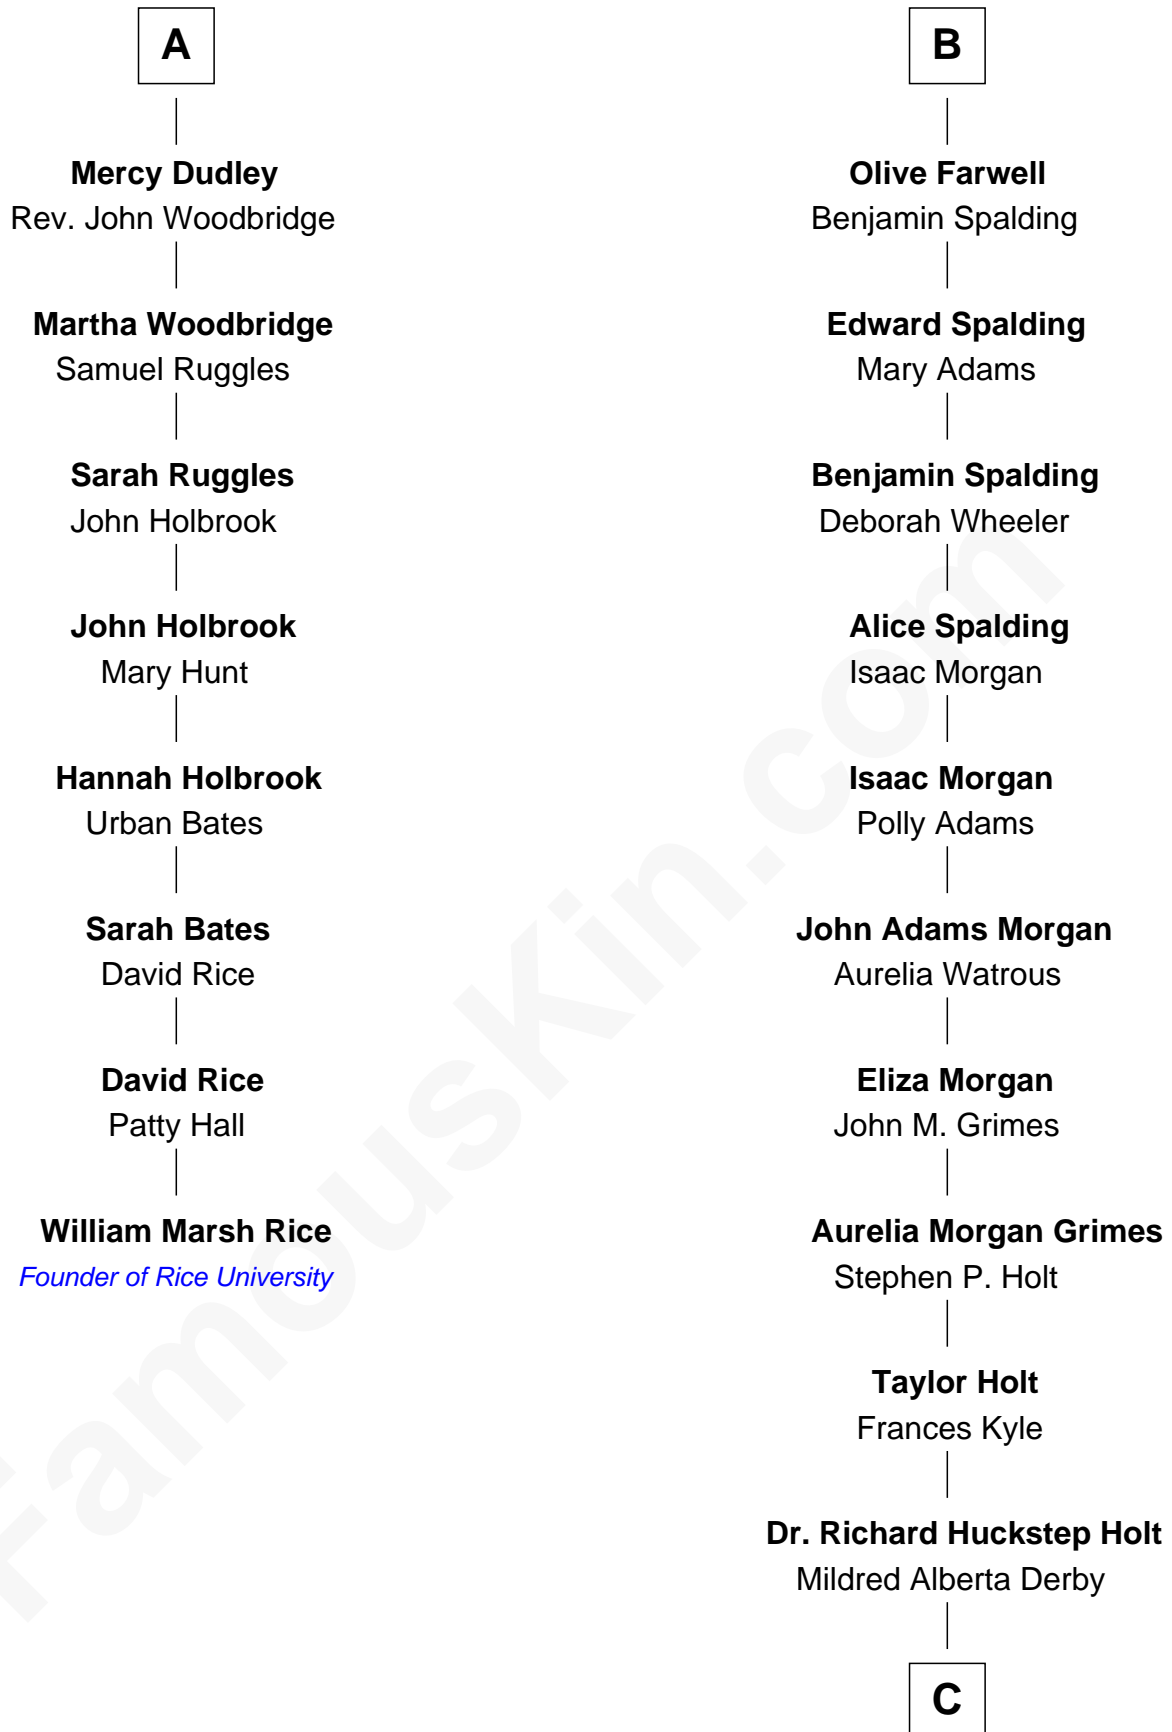 A
Mercy Dudley
Rev. John Woodbridge
Martha Woodbridge
Samuel Ruggles
Sarah Ruggles
John Holbrook
John Holbrook
Mary Hunt
Hannah Holbrook
Urban Bates
Sarah Bates
David Rice
David Rice
Patty Hall
William Marsh Rice
Founder of Rice University
B
Olive Farwell
Benjamin Spalding
Edward Spalding
Mary Adams
Benjamin Spalding
Deborah Wheeler
Alice Spalding
Isaac Morgan
Isaac Morgan
Polly Adams
John Adams Morgan
Aurelia Watrous
Eliza Morgan
John M. Grimes
Aurelia Morgan Grimes
Stephen P. Holt
Taylor Holt
Frances Kyle
Dr. Richard Huckstep Holt
Mildred Alberta Derby
C
FamousKin.com